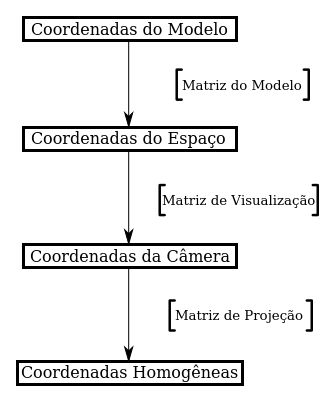 Coordenadas do Modelo
Matriz do Modelo
Coordenadas do Espaço
Matriz de Visualização
Coordenadas da Câmera
Matriz de Projeção
Coordenadas Homogêneas